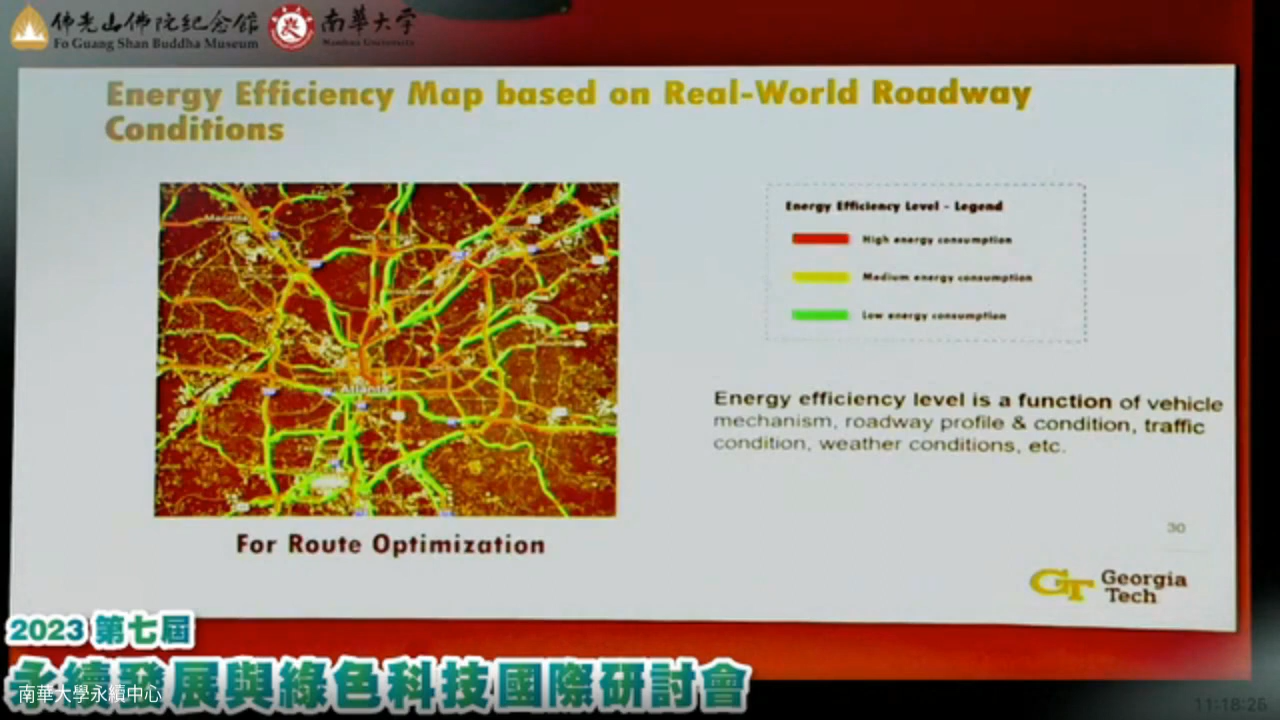 佛光山佛陀紀念館
Fo Guang Shan Buddha Museum
南華大學
Nanhua University
Energy Efficiency Map based on Real-World Roadway
Conditions
Marietta
Atlanta
Energy Efficiency Level - Legend
High energy consumption
Medium energy consumption
Low energy consumption
Energy efficiency level is a function of vehicle
mechanism, roadway profile & condition, traffic
condition, weather conditions, etc.
For Route Optimization
30
GT Georgia
Tech
2023 第七屆
永續發展與綠色科技國際研討會
南華大學永續中心
11:18:26